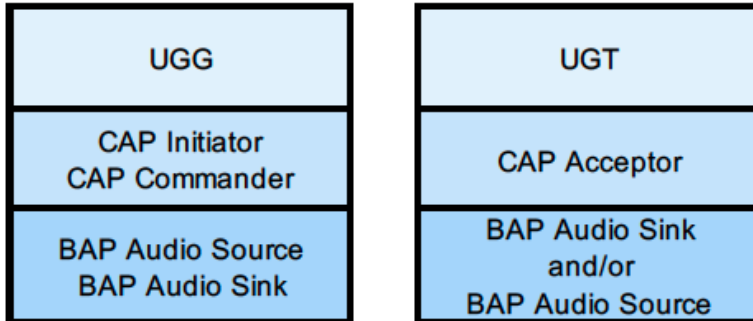 UGG
CAP Initiator
CAP Commander
BAP Audio Source
BAP Audio Sink
UGT
CAP Acceptor
BAP Audio Sink
and/or
BAP Audio Source